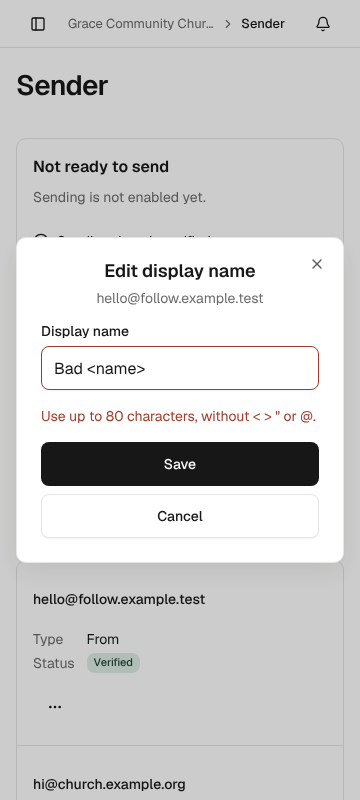 Grace Community Chur... > Sender
Sender
Not ready to send
Sending is not enabled yet.
Edit display name
hello@follow.example.test
Display name
Bad <name>
Use up to 80 characters, without < > " or @.
Save
Cancel
hello@follow.example.test
Type From
Status Verified
...
hi@church.example.org